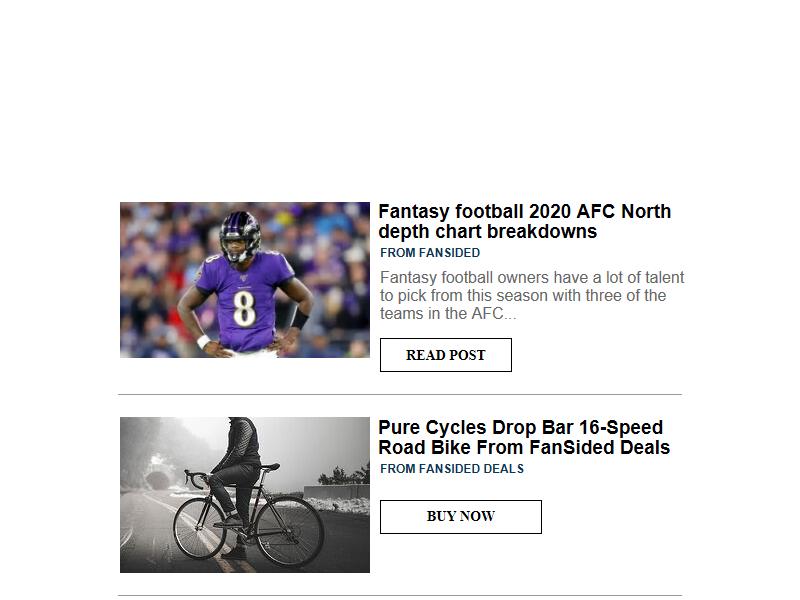 Fantasy football 2020 AFC North
depth chart breakdowns
FROM FANSIDED
Fantasy football owners have a lot of talent
to pick from this season with three of the
teams in the AFC...
8
READ POST
Pure Cycles Drop Bar 16-Speed
Road Bike From FanSided Deals
FROM FANSIDED DEALS
BUY NOW